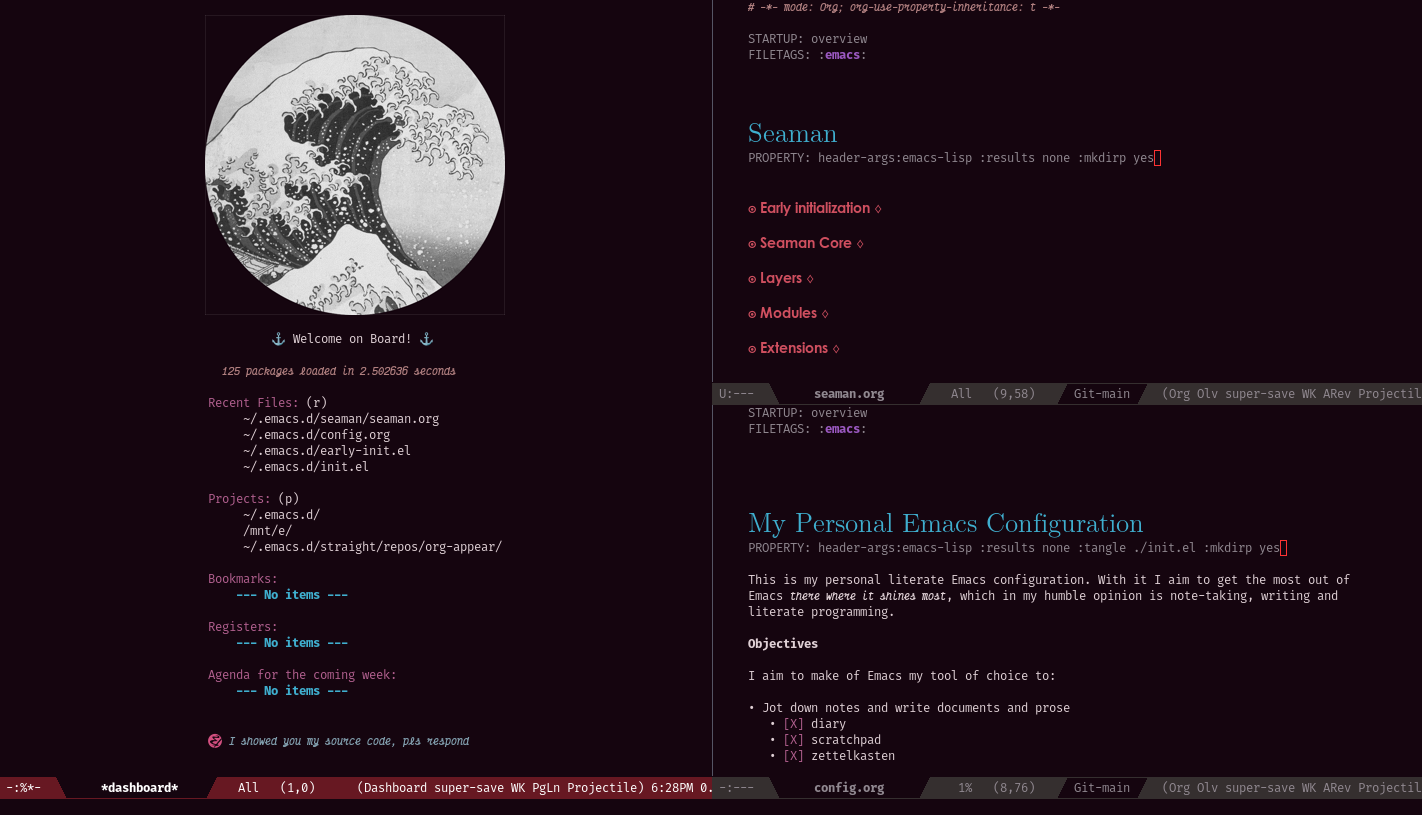 ⚓ Welcome on Board! ⚓
125 packages loaded in 2.502636 seconds
Recent Files: (r)
~/.emacs.d/seaman/seaman.org
~/.emacs.d/config.org
~/.emacs.d/early-init.el
~/.emacs.d/init.el
Projects: (p)
~/.emacs.d/
/mnt/e/
~/.emacs.d/straight/repos/org-appear/
Bookmarks:
--- No items ---
Registers:
--- No items ---
Agenda for the coming week:
--- No items ---
I showed you my source code, pls respond
-:%*- *dashboard* All (1,0) (Dashboard super-save WK PgLn Projectile) 6:28PM 0.
# -*- mode: Org; org-use-property-inheritance: t -*-
STARTUP: overview
FILETAGS: :emacs:
Seaman
PROPERTY: header-args:emacs-lisp :results none :mkdirp yes
⊙ Early initialization ◊
⊙ Seaman Core ◊
⊙ Layers ◊
⊙ Modules ◊
⊙ Extensions ◊
U:--- seaman.org All (9,58) Git-main (Org Olv super-save WK ARev Projectil
STARTUP: overview
FILETAGS: :emacs:
My Personal Emacs Configuration
PROPERTY: header-args:emacs-lisp :results none :tangle ./init.el :mkdirp yes
This is my personal literate Emacs configuration. With it I aim to get the most out of
Emacs there where it shines most, which in my humble opinion is note-taking, writing and
literate programming.
Objectives
I aim to make of Emacs my tool of choice to:
• Jot down notes and write documents and prose
• [X] diary
• [X] scratchpad
• [X] zettelkasten
-:--- config.org 1% (8,76) Git-main (Org Olv super-save WK ARev Projectil